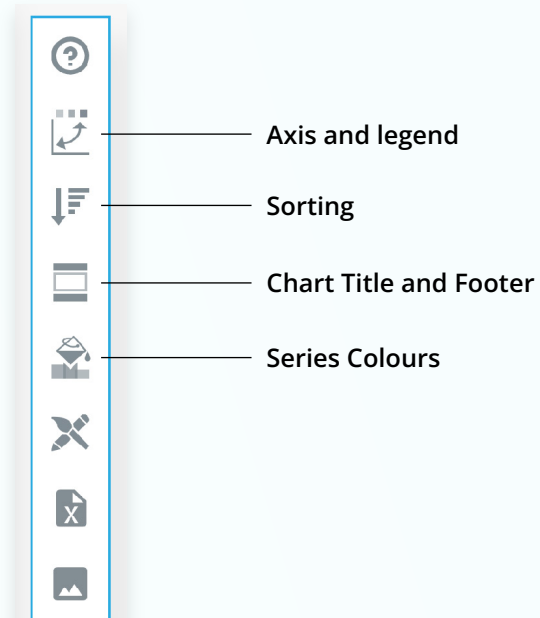 ?
Axis and legend
Sorting
Chart Title and Footer
Series Colours
X